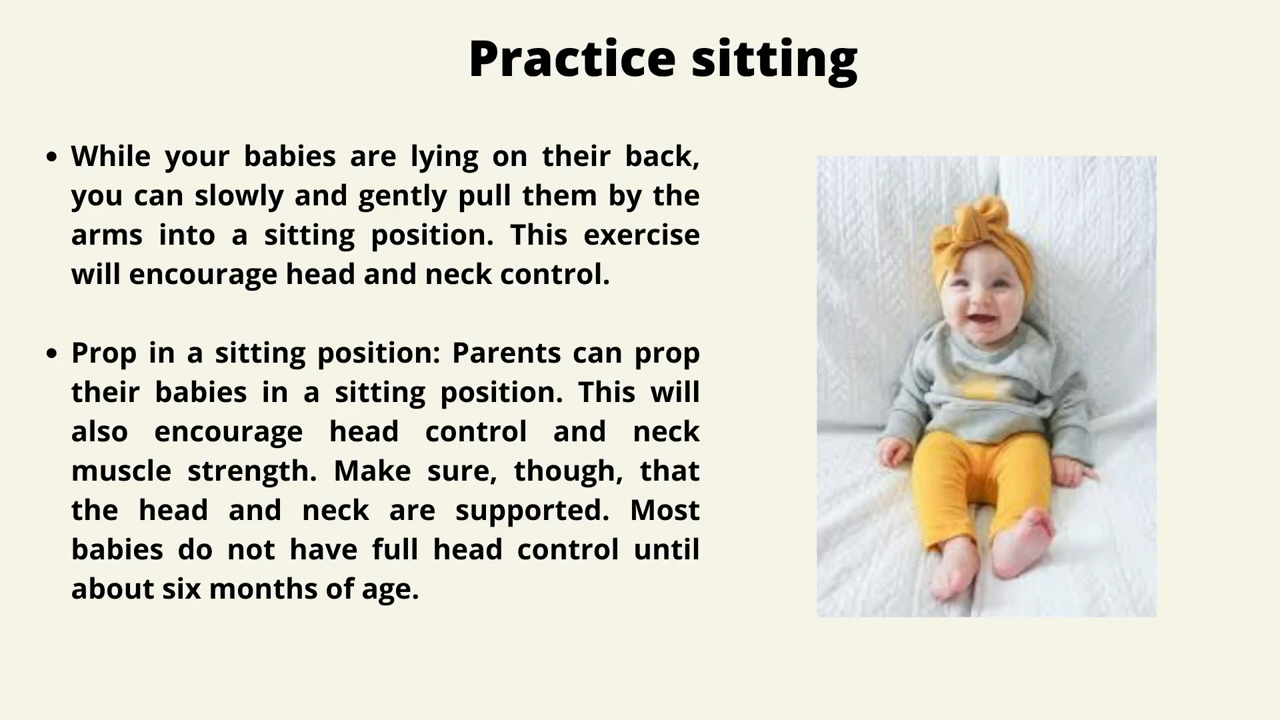 Practice sitting
• While your babies are lying on their back,
you can slowly and gently pull them by the
arms into a sitting position. This exercise
will encourage head and neck control.
• Prop in a sitting position: Parents can prop
their babies in a sitting position. This will
also encourage head control and neck
muscle strength. Make sure, though, that
the head and neck are supported. Most
babies do not have full head control until
about six months of age.